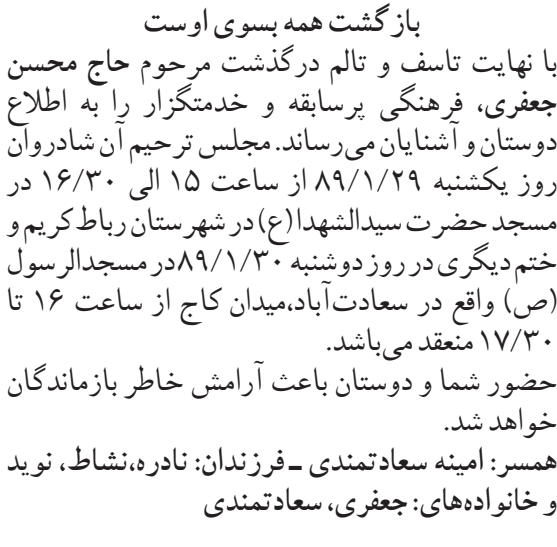 بازگشت همه بسوی اوست
با نهایت تاسف و تالم درگذشت مرحوم حاج محسن
جعفری، فرهنگی پرسابقه و خدمتگزار را به اطلاع
دوستان و آشنایان می‌رساند. مجلس ترحیم آن شادروان
روز یکشنبه ۸۹/۱/۲۹ از ساعت ۱۵ الی ۱۶/۳۰ در
مسجد حضرت سیدالشهدا (ع) در شهرستان رباط کریم و
ختم دیگری در روز دوشنبه ۸۹/۱/۳۰در مسجدالرسول
(ص) واقع در سعادت‌آباد،میدان کاج از ساعت ۱۶ تا
۱۷/۳۰ منعقد می‌باشد.
حضور شما و دوستان باعث آرامش خاطر بازماندگان
خواهد شد.
همسر: امینه سعادتمندی ـ فرزندان: نادره،نشاط، نوید
و خانواده‌های: جعفری، سعادتمندی